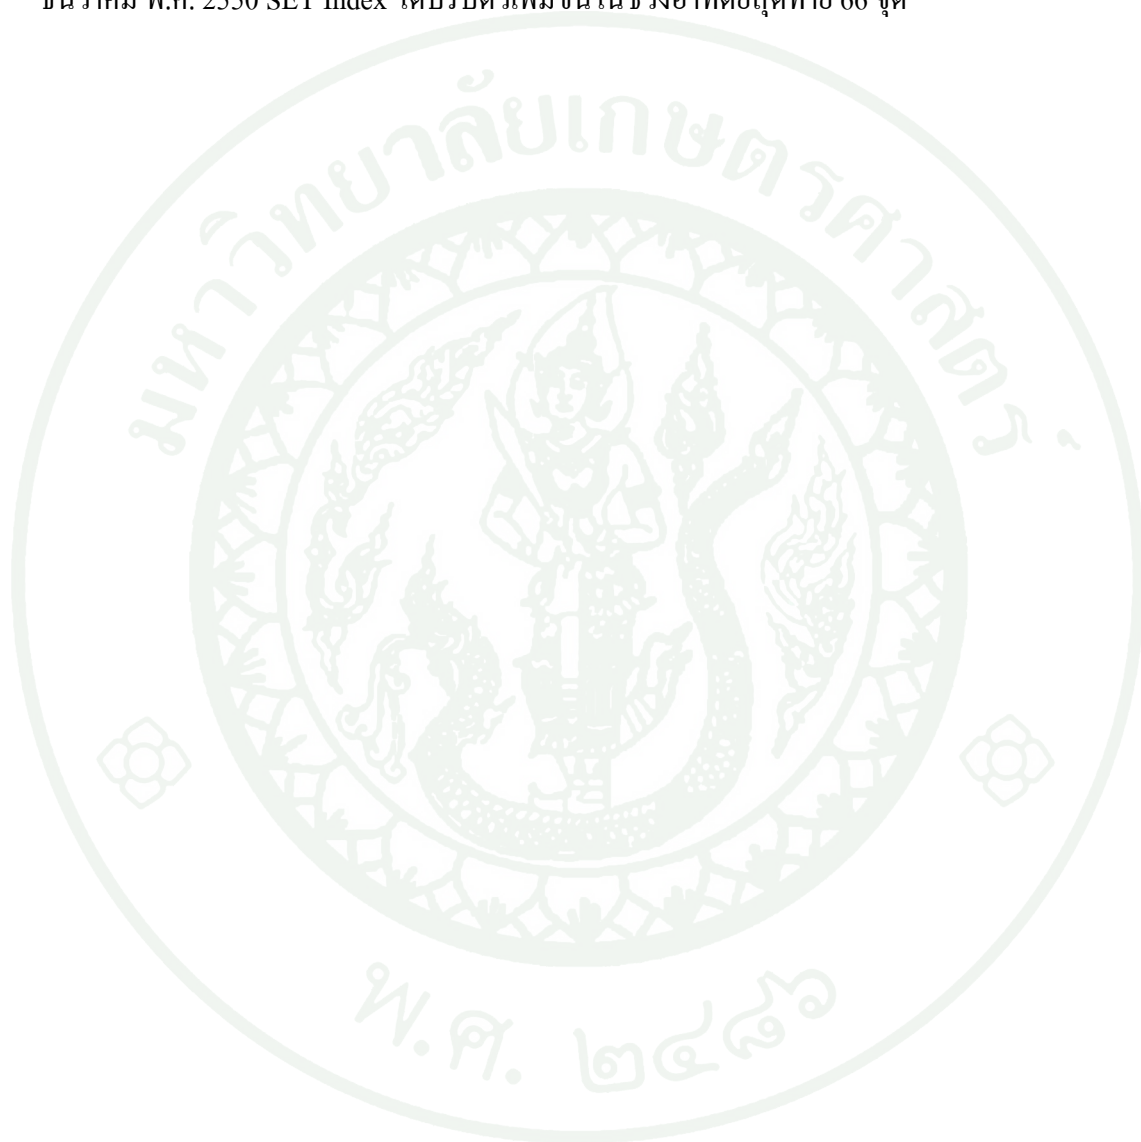 ธันวาคม พ.ศ. 2550 SET Index ได้ปรับตัวเพิ่มขึ้นในช่วงอาทิตย์สุดท้าย 66 จุด
มหาวิทยาลัยเกษตรศาสตร์
พ.ศ. ๒๔๘๖